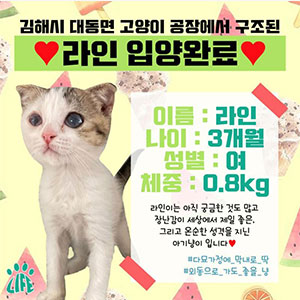 김해시 대동면 고양이 공장에서 구조된
♥라인 입양완료♥
이름 : 라인
나이 : 3개월
성별 : 여
체중 : 0.8kg
라인이는 아직 궁금한 것도 많고
장난감이 세상에서 제일 좋은,
그리고 온순한 성격을 지닌
아기냥이 입니다♥
#다묘가정에_막내로_딱
#외동으로_가도_좋을_냥
LIFE